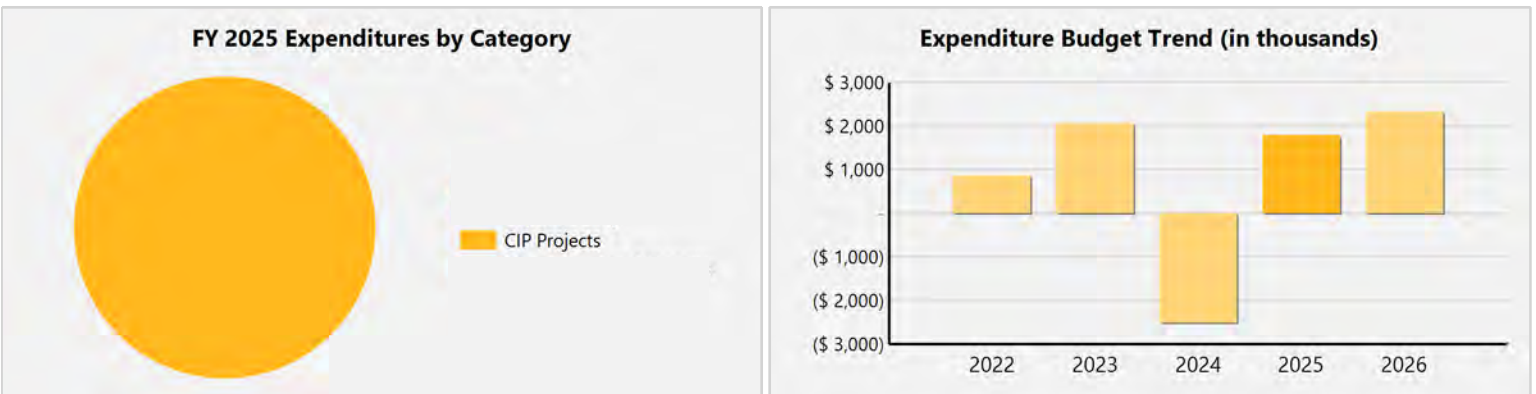 FY 2025 Expenditures by Category
CIP Projects
Expenditure Budget Trend (in thousands)
$ 3,000
$ 2,000
$ 1,000
-
($ 1,000)
($ 2,000)
($ 3,000)
2022 2023 2024 2025 2026